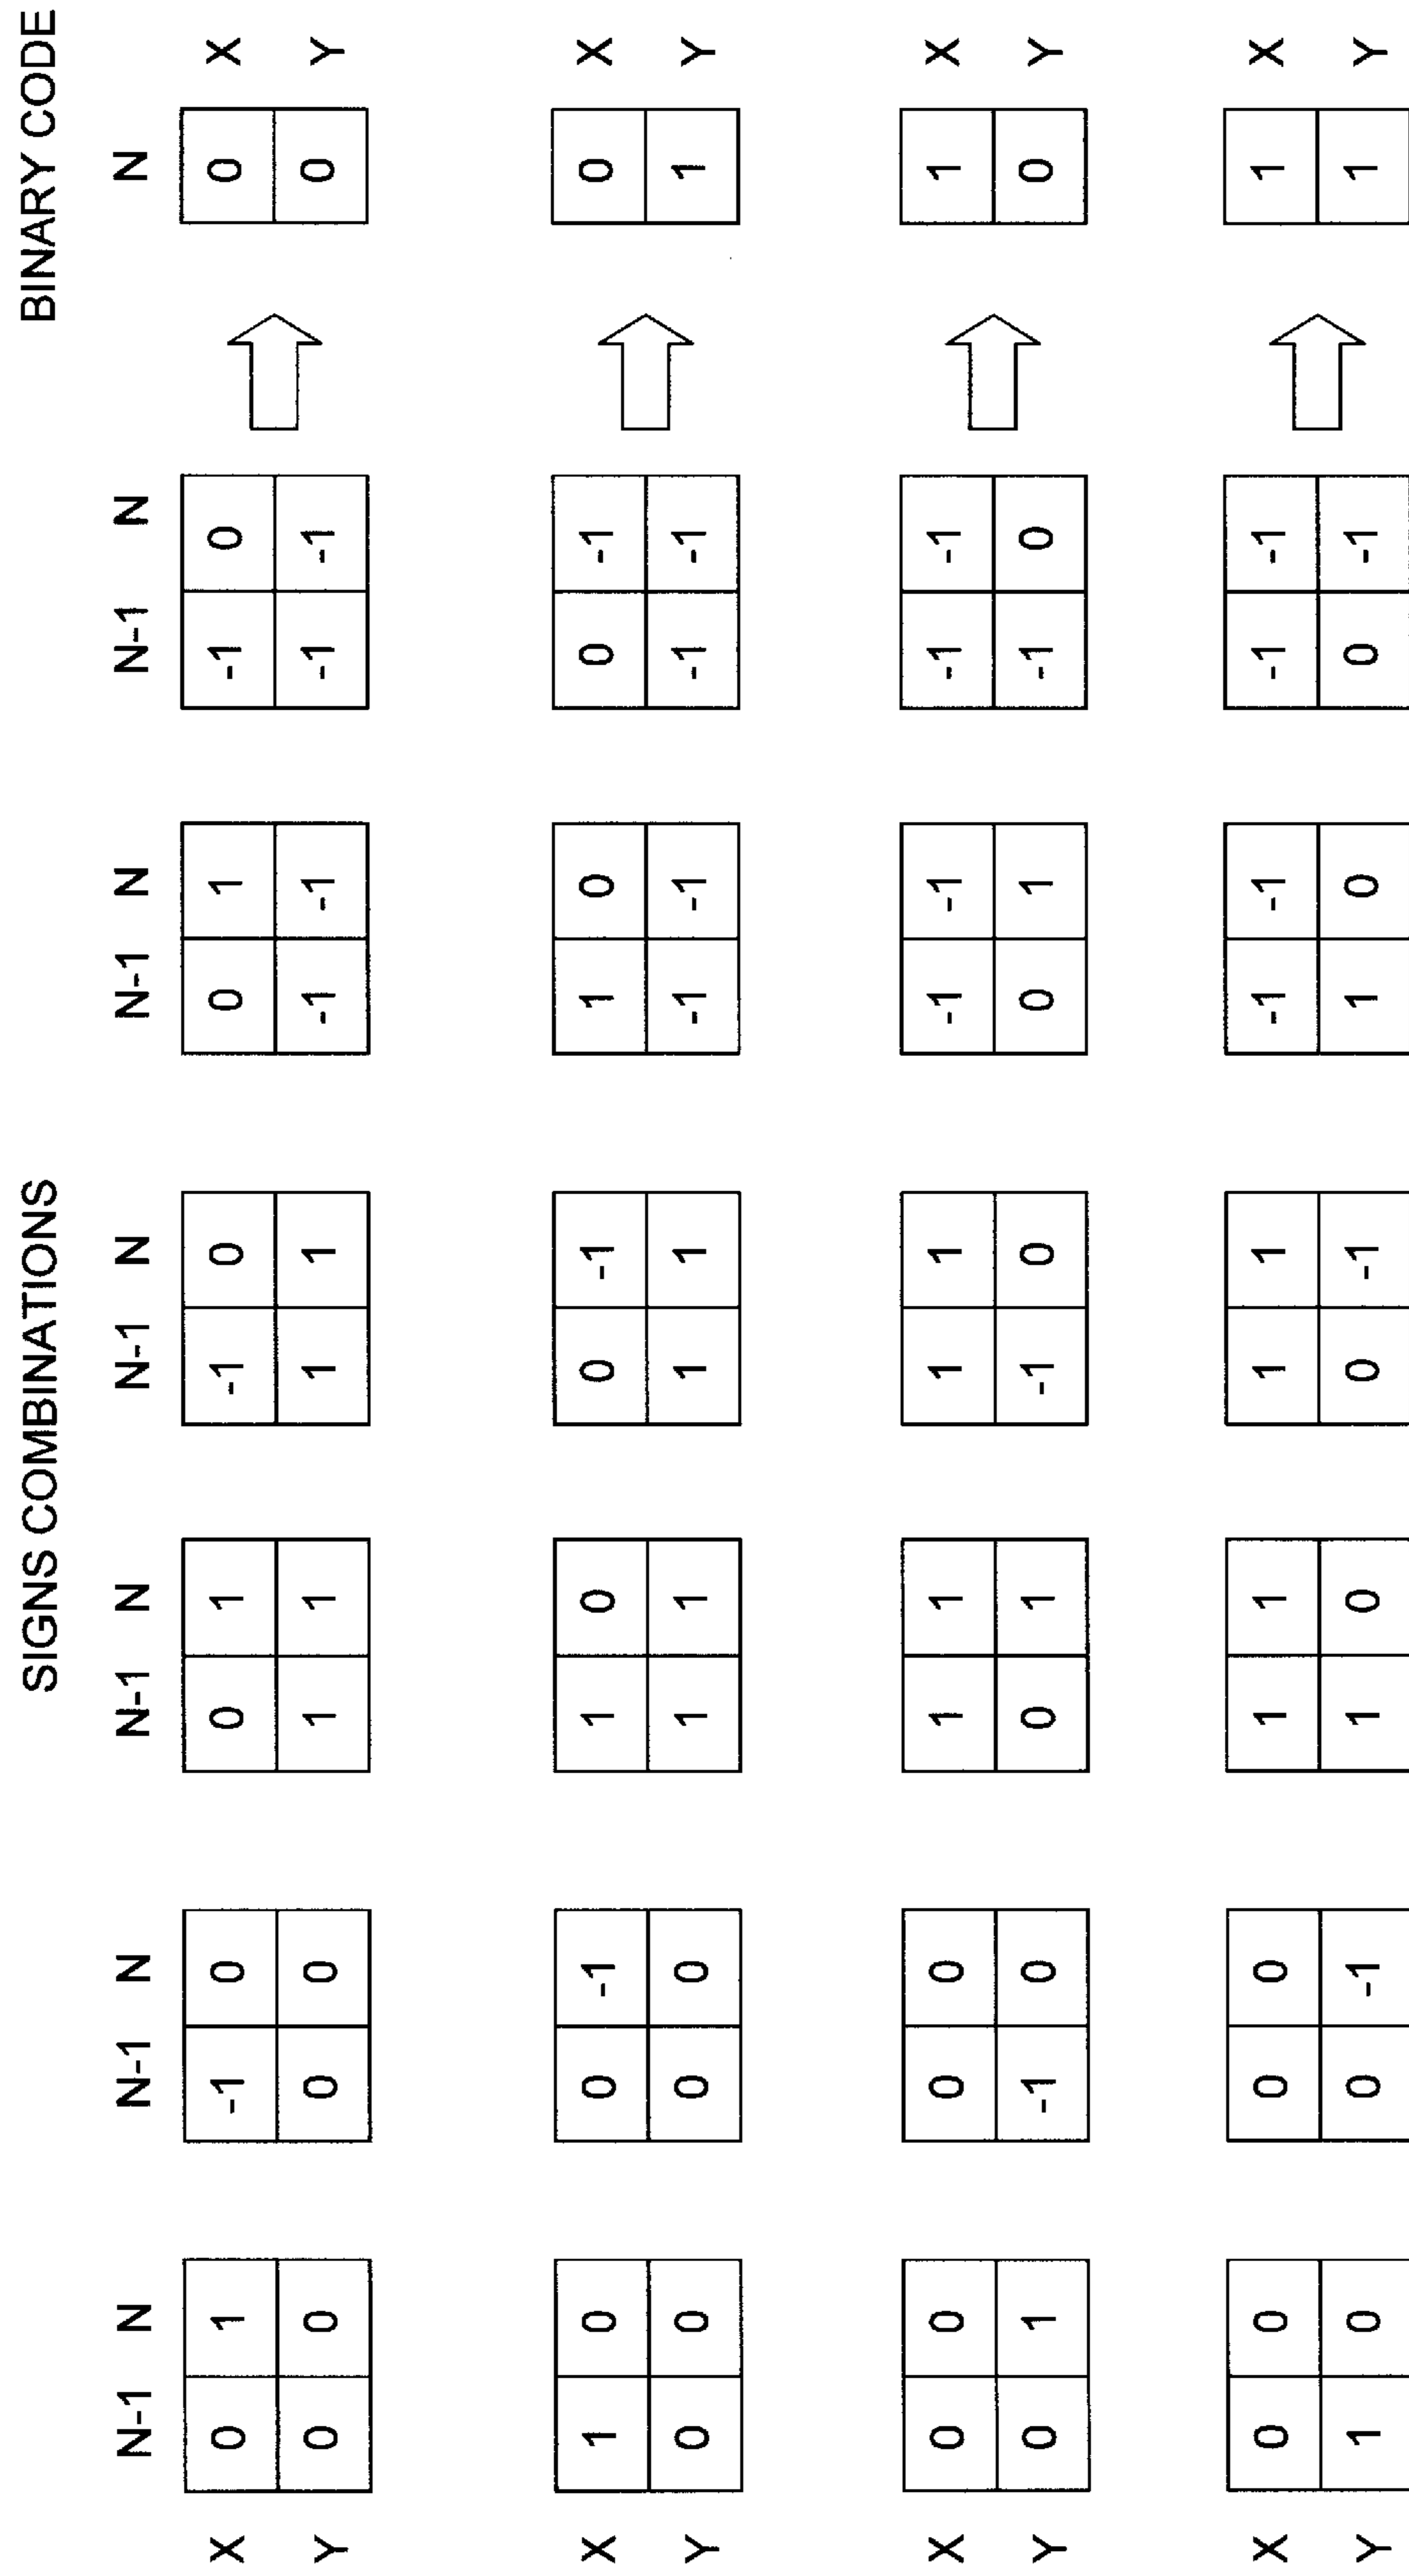 SIGNS COMBINATIONS BINARY CODE
N-1 N N-1 N N-1 N N-1 N N-1 N N-1 N N
X 0 1 -1 0 0 1 -1 0 0 1 -1 0 0 X
Y 0 0 0 0 1 1 1 1 -1 -1 -1 -1 0 Y
X 1 0 0 -1 1 0 0 -1 1 0 0 -1 0 X
Y 0 0 0 0 1 1 1 1 -1 -1 -1 -1 1 Y
X 0 0 0 0 1 1 1 1 -1 -1 -1 -1 1 X
Y 0 1 -1 0 0 1 -1 0 0 1 -1 0 0 Y
X 0 0 0 0 1 1 1 1 -1 -1 -1 -1 1 X
Y 1 0 0 -1 1 0 0 -1 1 0 0 -1 1 Y